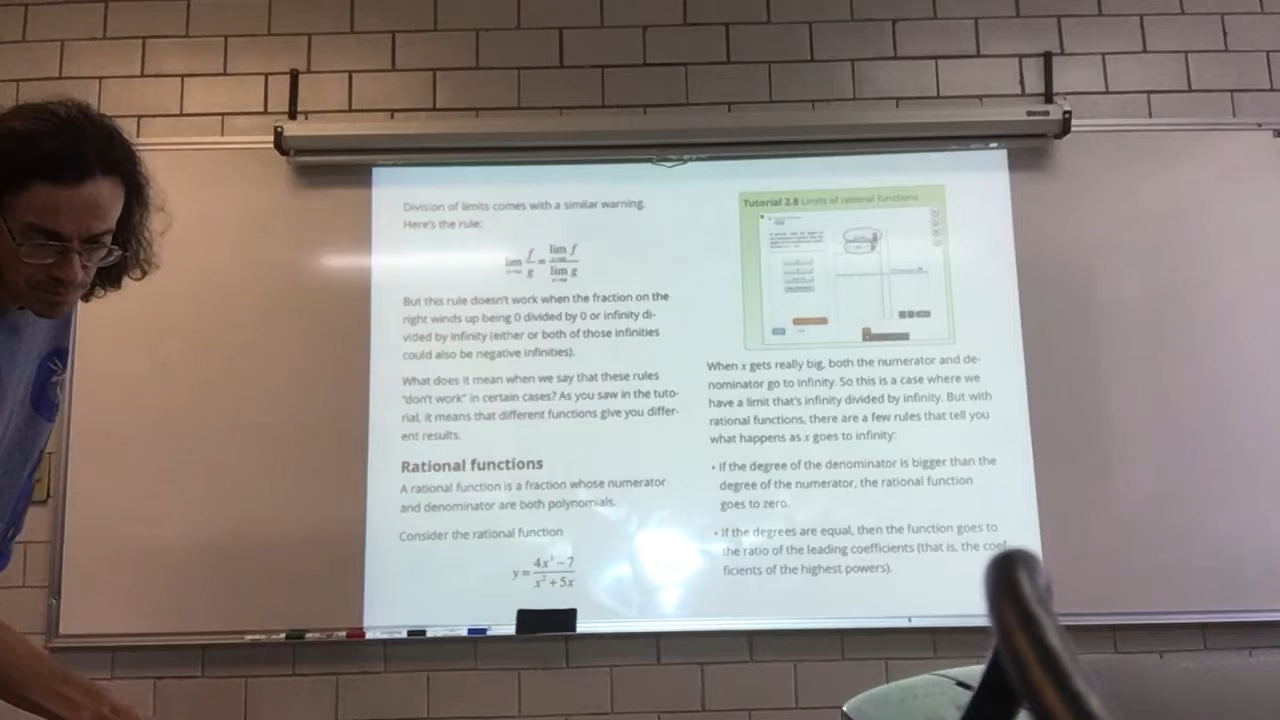 Division of limits comes with a similar warning.
Here's the rule:
lim f/g = lim f / lim g
But this rule doesn't work when the fraction on the
right winds up being 0 divided by 0 or infinity di-
vided by infinity (either or both of those infinities
could also be negative infinities).
What does it mean when we say that these rules
"don't work" in certain cases? As you saw in the tuto-
rial, it means that different functions give you differ-
ent results.
Rational functions
A rational function is a fraction whose numerator
and denominator are both polynomials.
Consider the rational function
y = 4x² − 7 / x² + 5x
Tutorial 2.8 Limits of rational functions
When x gets really big, both the numerator and de-
nominator go to infinity. So this is a case where we
have a limit that's infinity divided by infinity. But with
rational functions, there are a few rules that tell you
what happens as x goes to infinity:
• If the degree of the denominator is bigger than the
degree of the numerator, the rational function
goes to zero.
• If the degrees are equal, then the function goes to
the ratio of the leading coefficients (that is, the coef-
ficients of the highest powers).